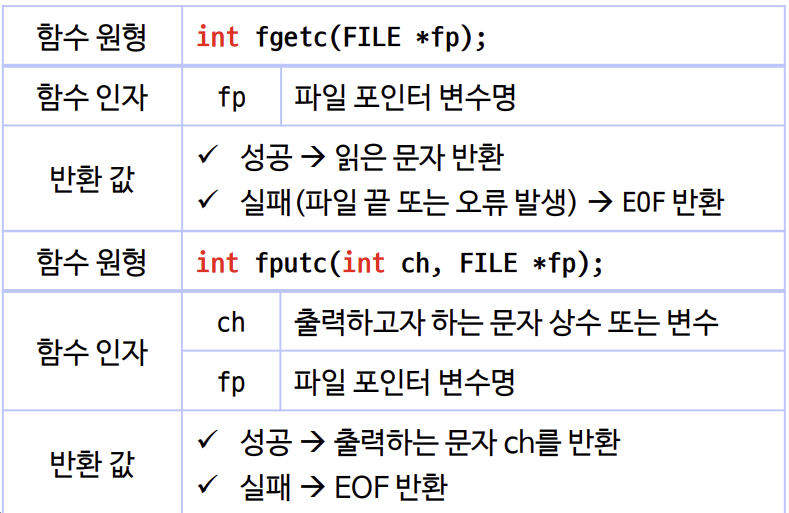 함수 원형 int fgetc(FILE *fp);
함수 인자 fp 파일 포인터 변수명
반환 값
✓ 성공 → 읽은 문자 반환
✓ 실패(파일 끝 또는 오류 발생) → EOF 반환
함수 원형 int fputc(int ch, FILE *fp);
함수 인자
ch 출력하고자 하는 문자 상수 또는 변수
fp 파일 포인터 변수명
반환 값
✓ 성공 → 출력하는 문자 ch를 반환
✓ 실패 → EOF 반환